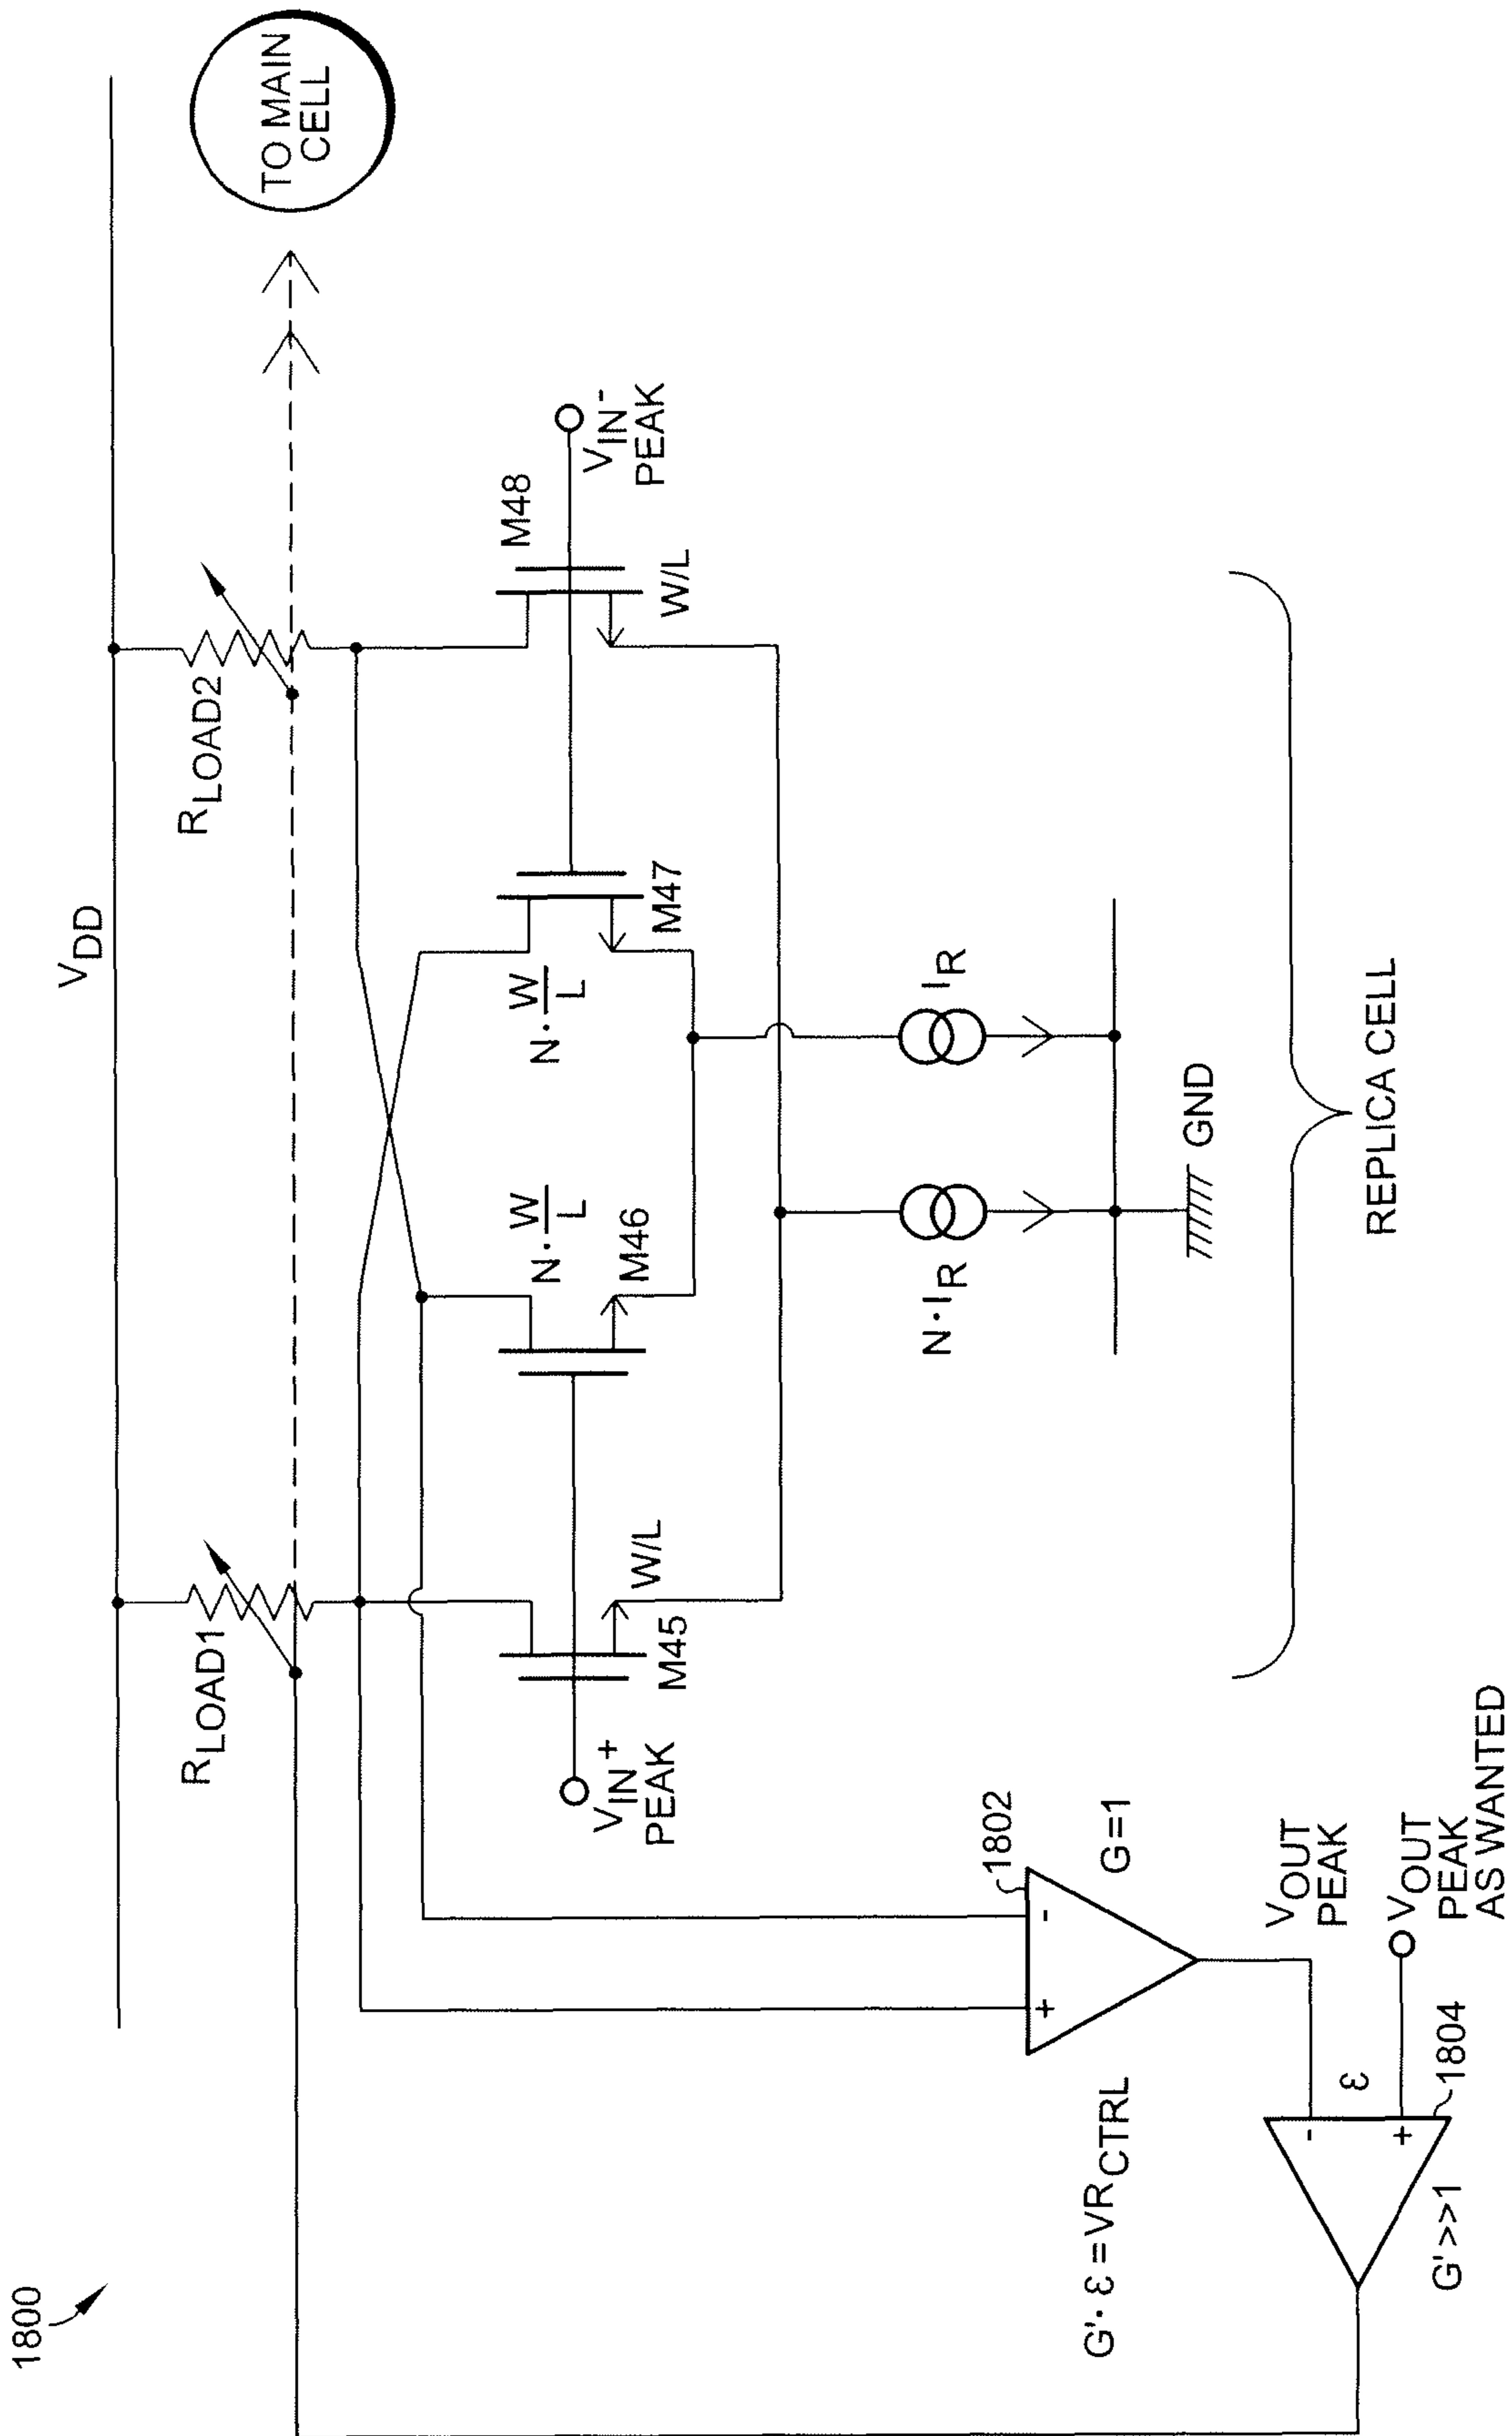 1800
V_DD
R_LOAD1
R_LOAD2
TO MAIN
CELL
V_IN^+
PEAK
M45
W/L
N·W/L
M46
N·W/L
M47
M48
W/L
V_IN^-
PEAK
N·I_R
I_R
GND
REPLICA CELL
1802
+
-
G=1
G'·ε=VR_CTRL
V_OUT
PEAK
V_OUT
PEAK
AS WANTED
-
ε
+
1804
G'>>1